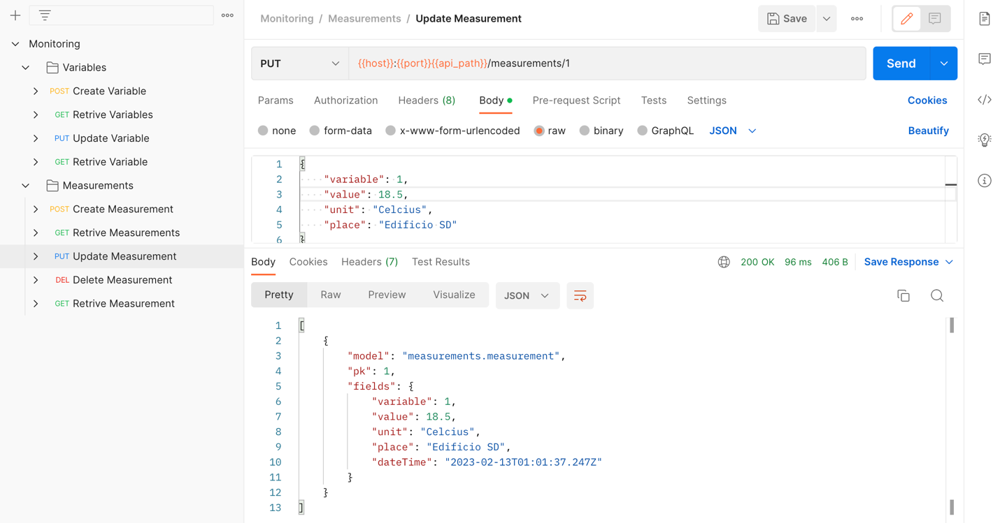 Monitoring
Variables
POST Create Variable
GET Retrive Variables
PUT Update Variable
GET Retrive Variable
Measurements
POST Create Measurement
GET Retrive Measurements
PUT Update Measurement
DEL Delete Measurement
GET Retrive Measurement
Monitoring / Measurements / Update Measurement
Save
PUT
{{host}}:{{port}}{{api_path}}/measurements/1
Send
Params Authorization Headers (8) Body Pre-request Script Tests Settings Cookies
none form-data x-www-form-urlencoded raw binary GraphQL JSON Beautify
1 {
2 "variable": 1,
3 "value": 18.5,
4 "unit": "Celcius",
5 "place": "Edificio SD"
6 }
Body Cookies Headers (7) Test Results 200 OK 96 ms 406 B Save Response
Pretty Raw Preview Visualize JSON
1 [
2 {
3 "model": "measurements.measurement",
4 "pk": 1,
5 "fields": {
6 "variable": 1,
7 "value": 18.5,
8 "unit": "Celcius",
9 "place": "Edificio SD",
10 "dateTime": "2023-02-13T01:01:37.247Z"
11 }
12 }
13 ]